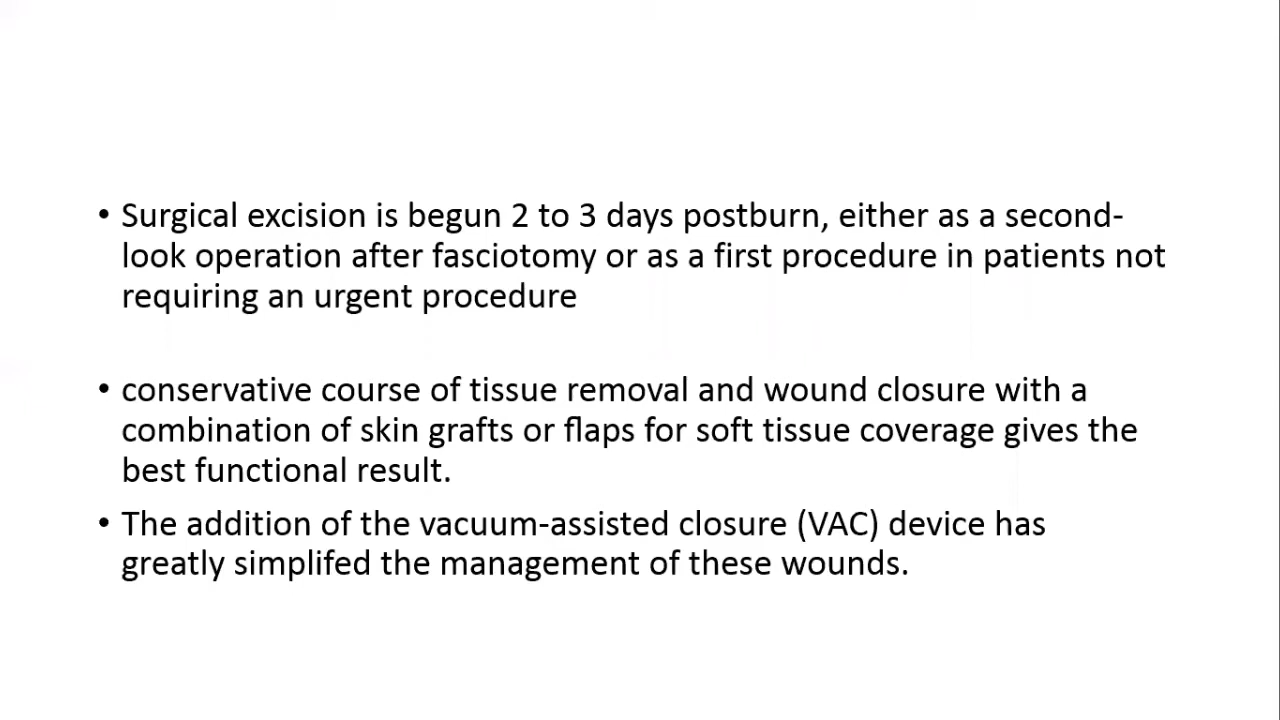 • Surgical excision is begun 2 to 3 days postburn, either as a second-
look operation after fasciotomy or as a first procedure in patients not
requiring an urgent procedure
• conservative course of tissue removal and wound closure with a
combination of skin grafts or flaps for soft tissue coverage gives the
best functional result.
• The addition of the vacuum-assisted closure (VAC) device has
greatly simplifed the management of these wounds.